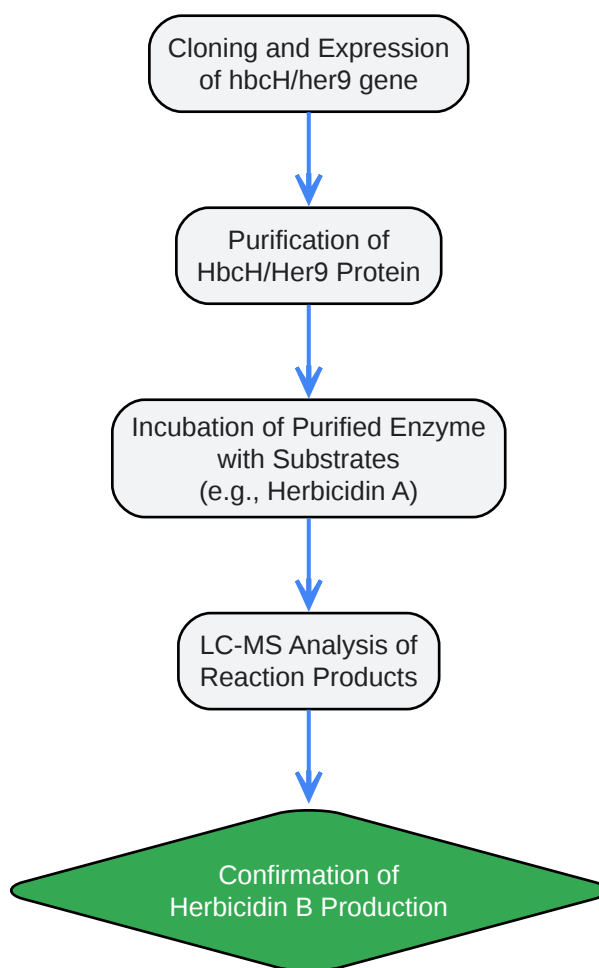 Cloning and Expression
of hbcH/her9 gene
Purification of
HbcH/Her9 Protein
Incubation of Purified Enzyme
with Substrates
(e.g., Herbicidin A)
LC-MS Analysis of
Reaction Products
Confirmation of
Herbicidin B Production